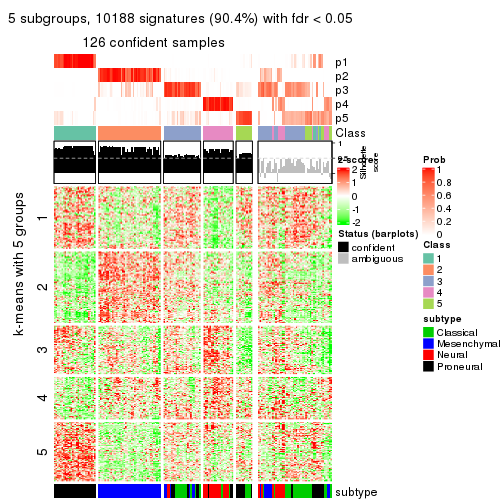 5 subgroups, 10188 signatures (90.4%) with fdr < 0.05
126 confident samples
p1
p2
p3
p4
p5
Class
1
Silhouette
score
z-score
2
1
0
-1
-2
Prob
1
0.8
0.6
0.4
0.2
0
Status (barplots)
confident
ambiguous
Class
1
2
3
4
5
subtype
Classical
Mesenchymal
Neural
Proneural
k-means with 5 groups
1
2
3
4
5
subtype